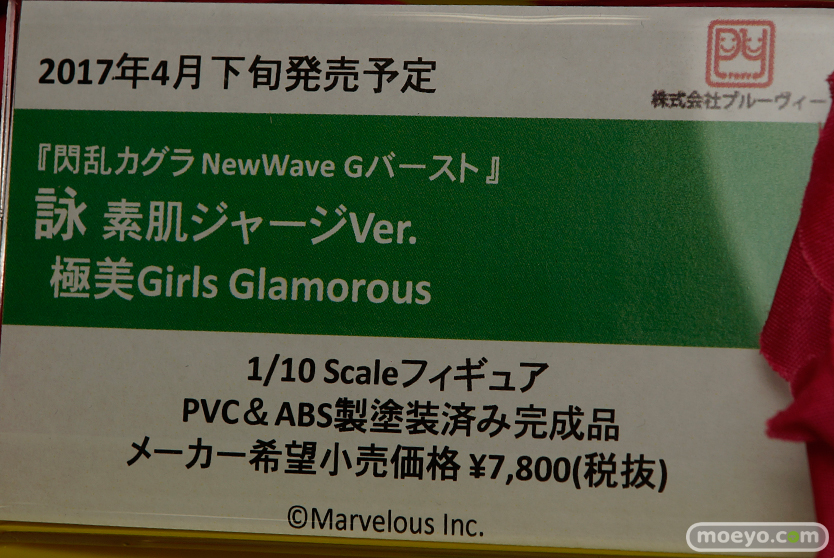 2017年4月下旬発売予定
株式会社プルーヴィー
『閃乱カグラ NewWave Gバースト』
詠 素肌ジャージVer.
極美Girls Glamorous
1/10 Scaleフィギュア
PVC&ABS製塗装済み完成品
メーカー希望小売価格 ¥7,800(税抜)
©Marvelous Inc.
moeyo.com